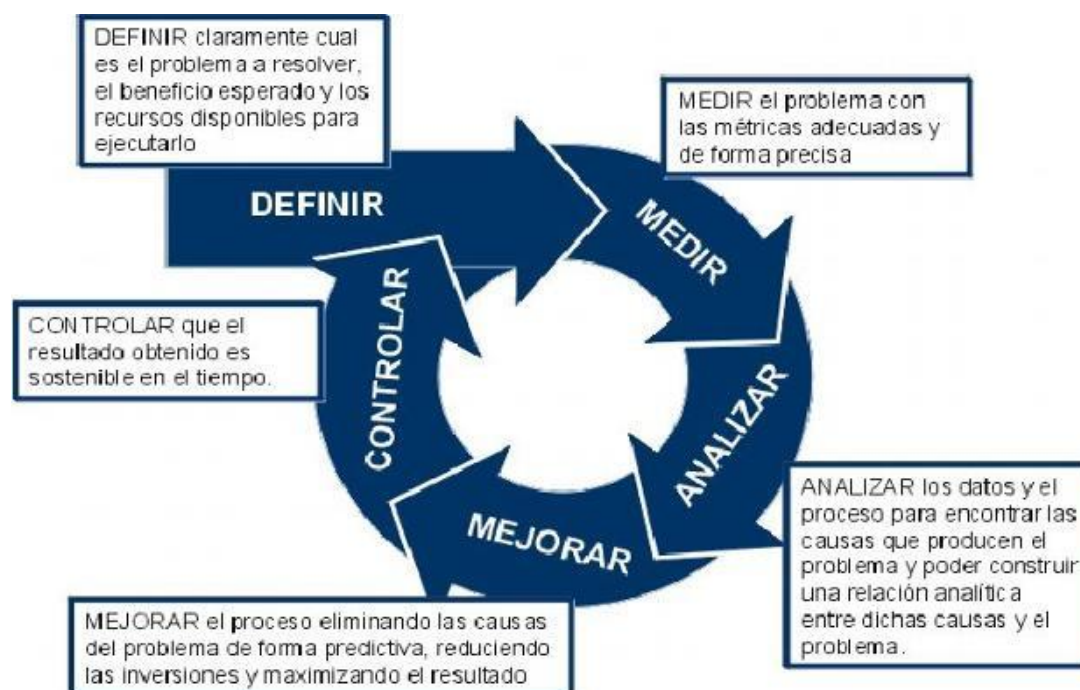 DEFINIR claramente cual
es el problema a resolver,
el beneficio esperado y los
recursos disponibles para
ejecutarlo
MEDIR el problema con
las métricas adecuadas y
de forma precisa
DEFINIR
MEDIR
CONTROLAR que el
resultado obtenido es
sostenible en el tiempo.
CONTROLAR
ANALIZAR
ANALIZAR los datos y el
proceso para encontrar las
causas que producen el
problema y poder construir
una relación analítica
entre dichas causas y el
problema.
MEJORAR
MEJORAR el proceso eliminando las causas
del problema de forma predictiva, reduciendo
las inversiones y maximizando el resultado